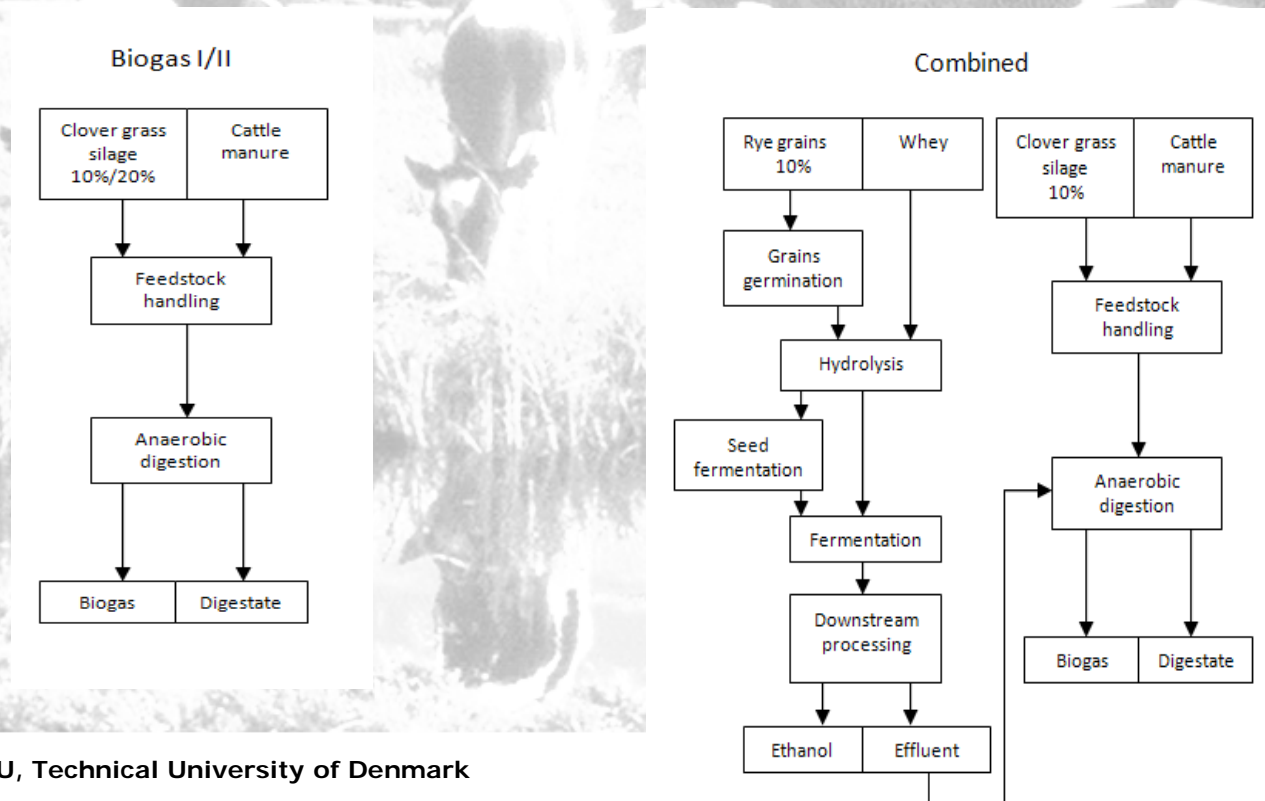 Biogas I/II
Clover grass
silage
10%/20%
Cattle
manure
Feedstock
handling
Anaerobic
digestion
Biogas
Digestate
Combined
Rye grains
10%
Whey
Clover grass
silage
10%
Cattle
manure
Grains
germination
Feedstock
handling
Hydrolysis
Seed
fermentation
Anaerobic
digestion
Fermentation
Downstream
processing
Biogas
Digestate
Ethanol
Effluent
U, Technical University of Denmark